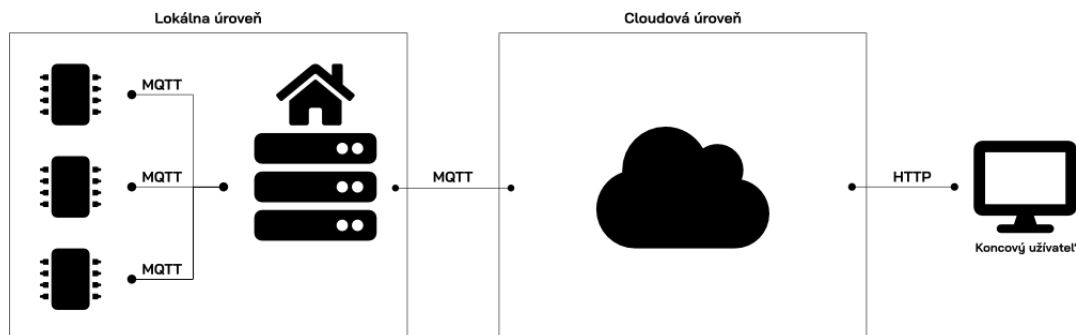 Lokálna úroveň
Cloudová úroveň
MQTT
MQTT
MQTT
MQTT
HTTP
Koncový užívateľ